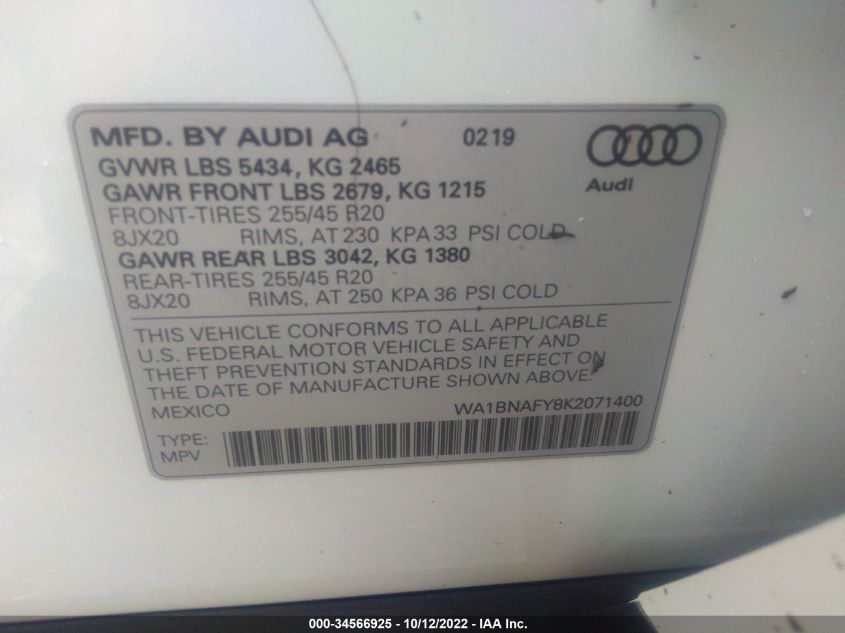 MFD. BY AUDI AG 0219
Audi
GVWR LBS 5434, KG 2465
GAWR FRONT LBS 2679, KG 1215
FRONT-TIRES 255/45 R20
8JX20 RIMS, AT 230 KPA 33 PSI COLD
GAWR REAR LBS 3042, KG 1380
REAR-TIRES 255/45 R20
8JX20 RIMS, AT 250 KPA 36 PSI COLD
THIS VEHICLE CONFORMS TO ALL APPLICABLE
U.S. FEDERAL MOTOR VEHICLE SAFETY AND
THEFT PREVENTION STANDARDS IN EFFECT ON
THE DATE OF MANUFACTURE SHOWN ABOVE.
MEXICO WA1BNAFY8K2071400
TYPE:
MPV
000-34566925 - 10/12/2022 - IAA Inc.